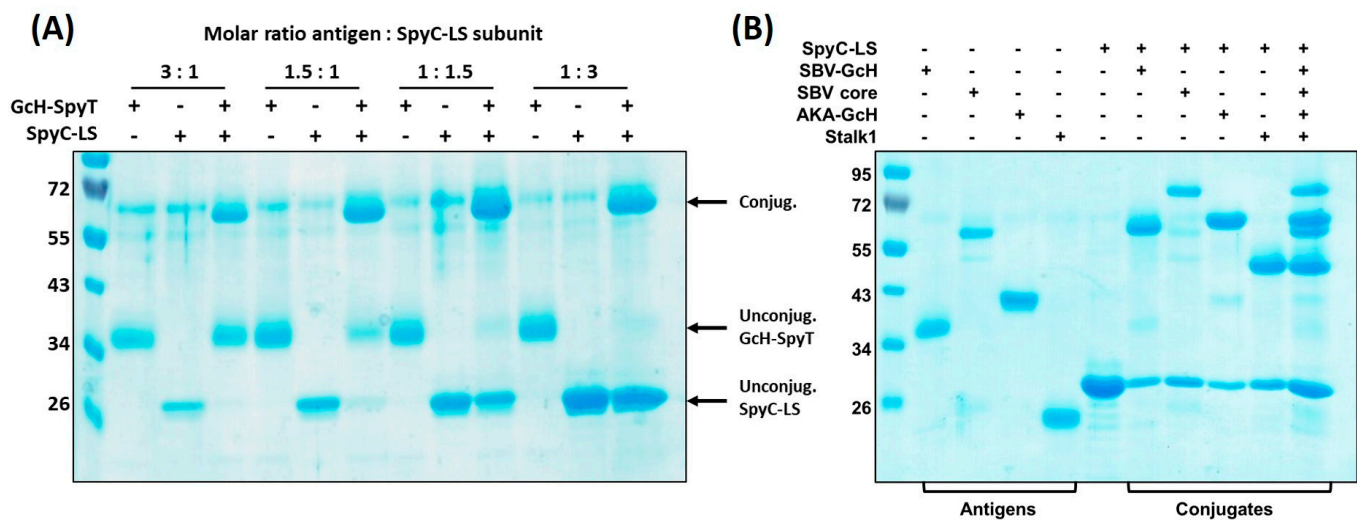 (A)
Molar ratio antigen : SpyC-LS subunit
3 : 1 1.5 : 1 1 : 1.5 1 : 3
GcH-SpyT + - + + - + + - + + - +
SpyC-LS - + + - + + - + + - + +
72
55
43
34
26
Conjug.
Unconjug.
GcH-SpyT
Unconjug.
SpyC-LS
(B)
SpyC-LS - - - - + + + + + +
SBV-GcH + - - - - + - - - +
SBV core - + - - - - + - - +
AKA-GcH - - + - - - - + - +
Stalk1 - - - + - - - - + +
95
72
55
43
34
26
Antigens Conjugates